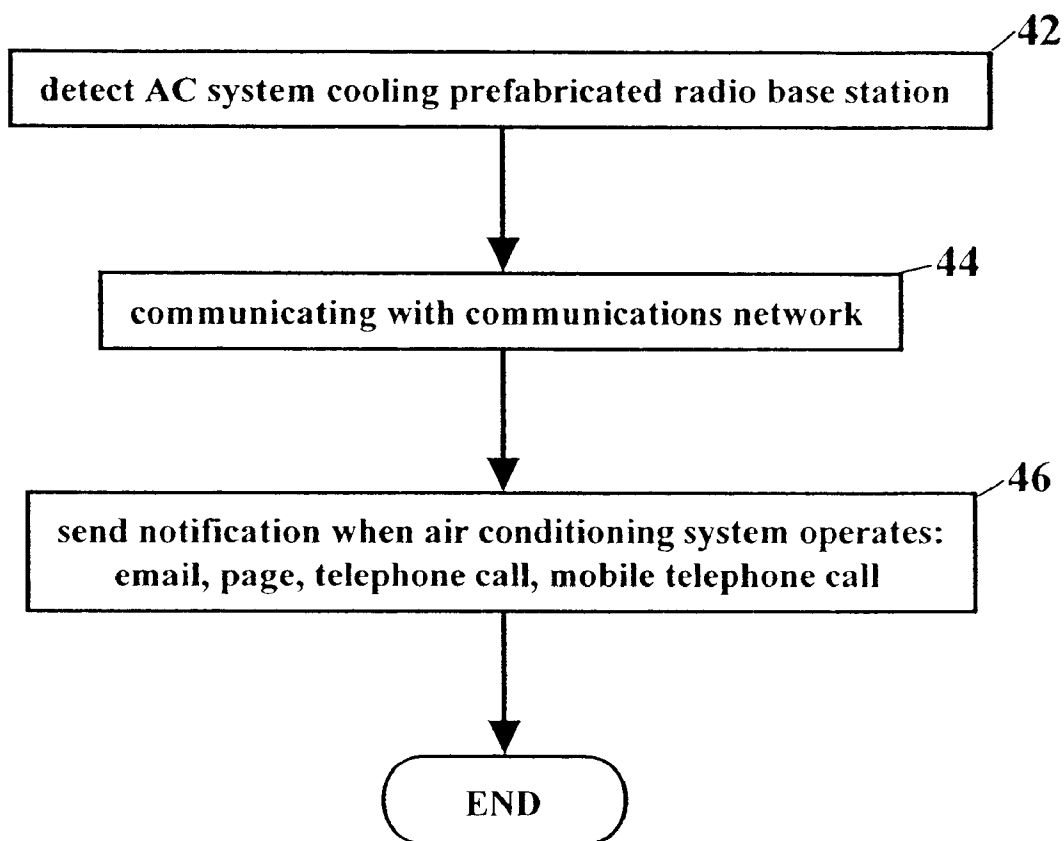 42
detect AC system cooling prefabricated radio base station
44
communicating with communications network
46
send notification when air conditioning system operates:
email, page, telephone call, mobile telephone call
END